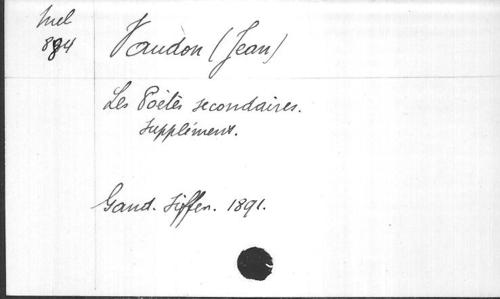 Mel
894
Vaudon (Jean)
Les Poètes secondaires.
Supplément.
Gand. Siffer. 1891.